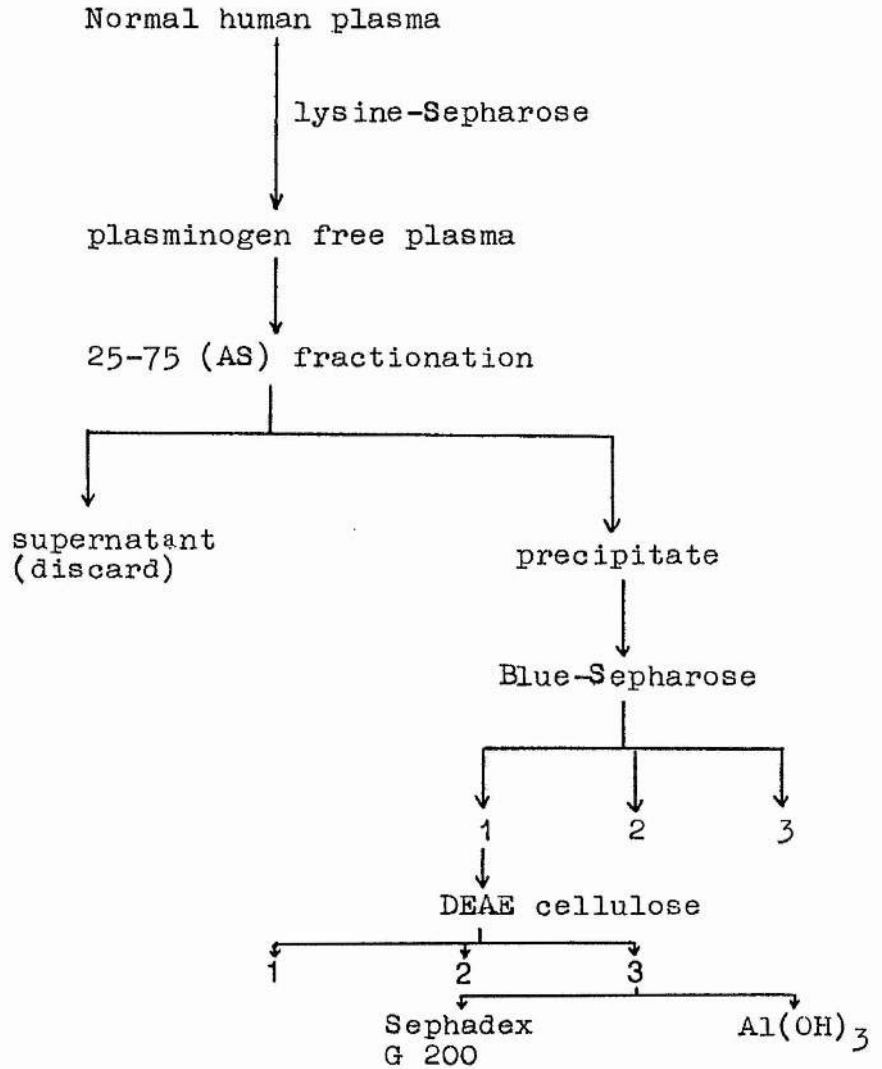 Normal human plasma
lysine-Sepharose
plasminogen free plasma
25-75 (AS) fractionation
supernatant
(discard)
precipitate
Blue-Sepharose
1 2 3
DEAE cellulose
1 2 3
Sephadex
G 200
Al(OH)3